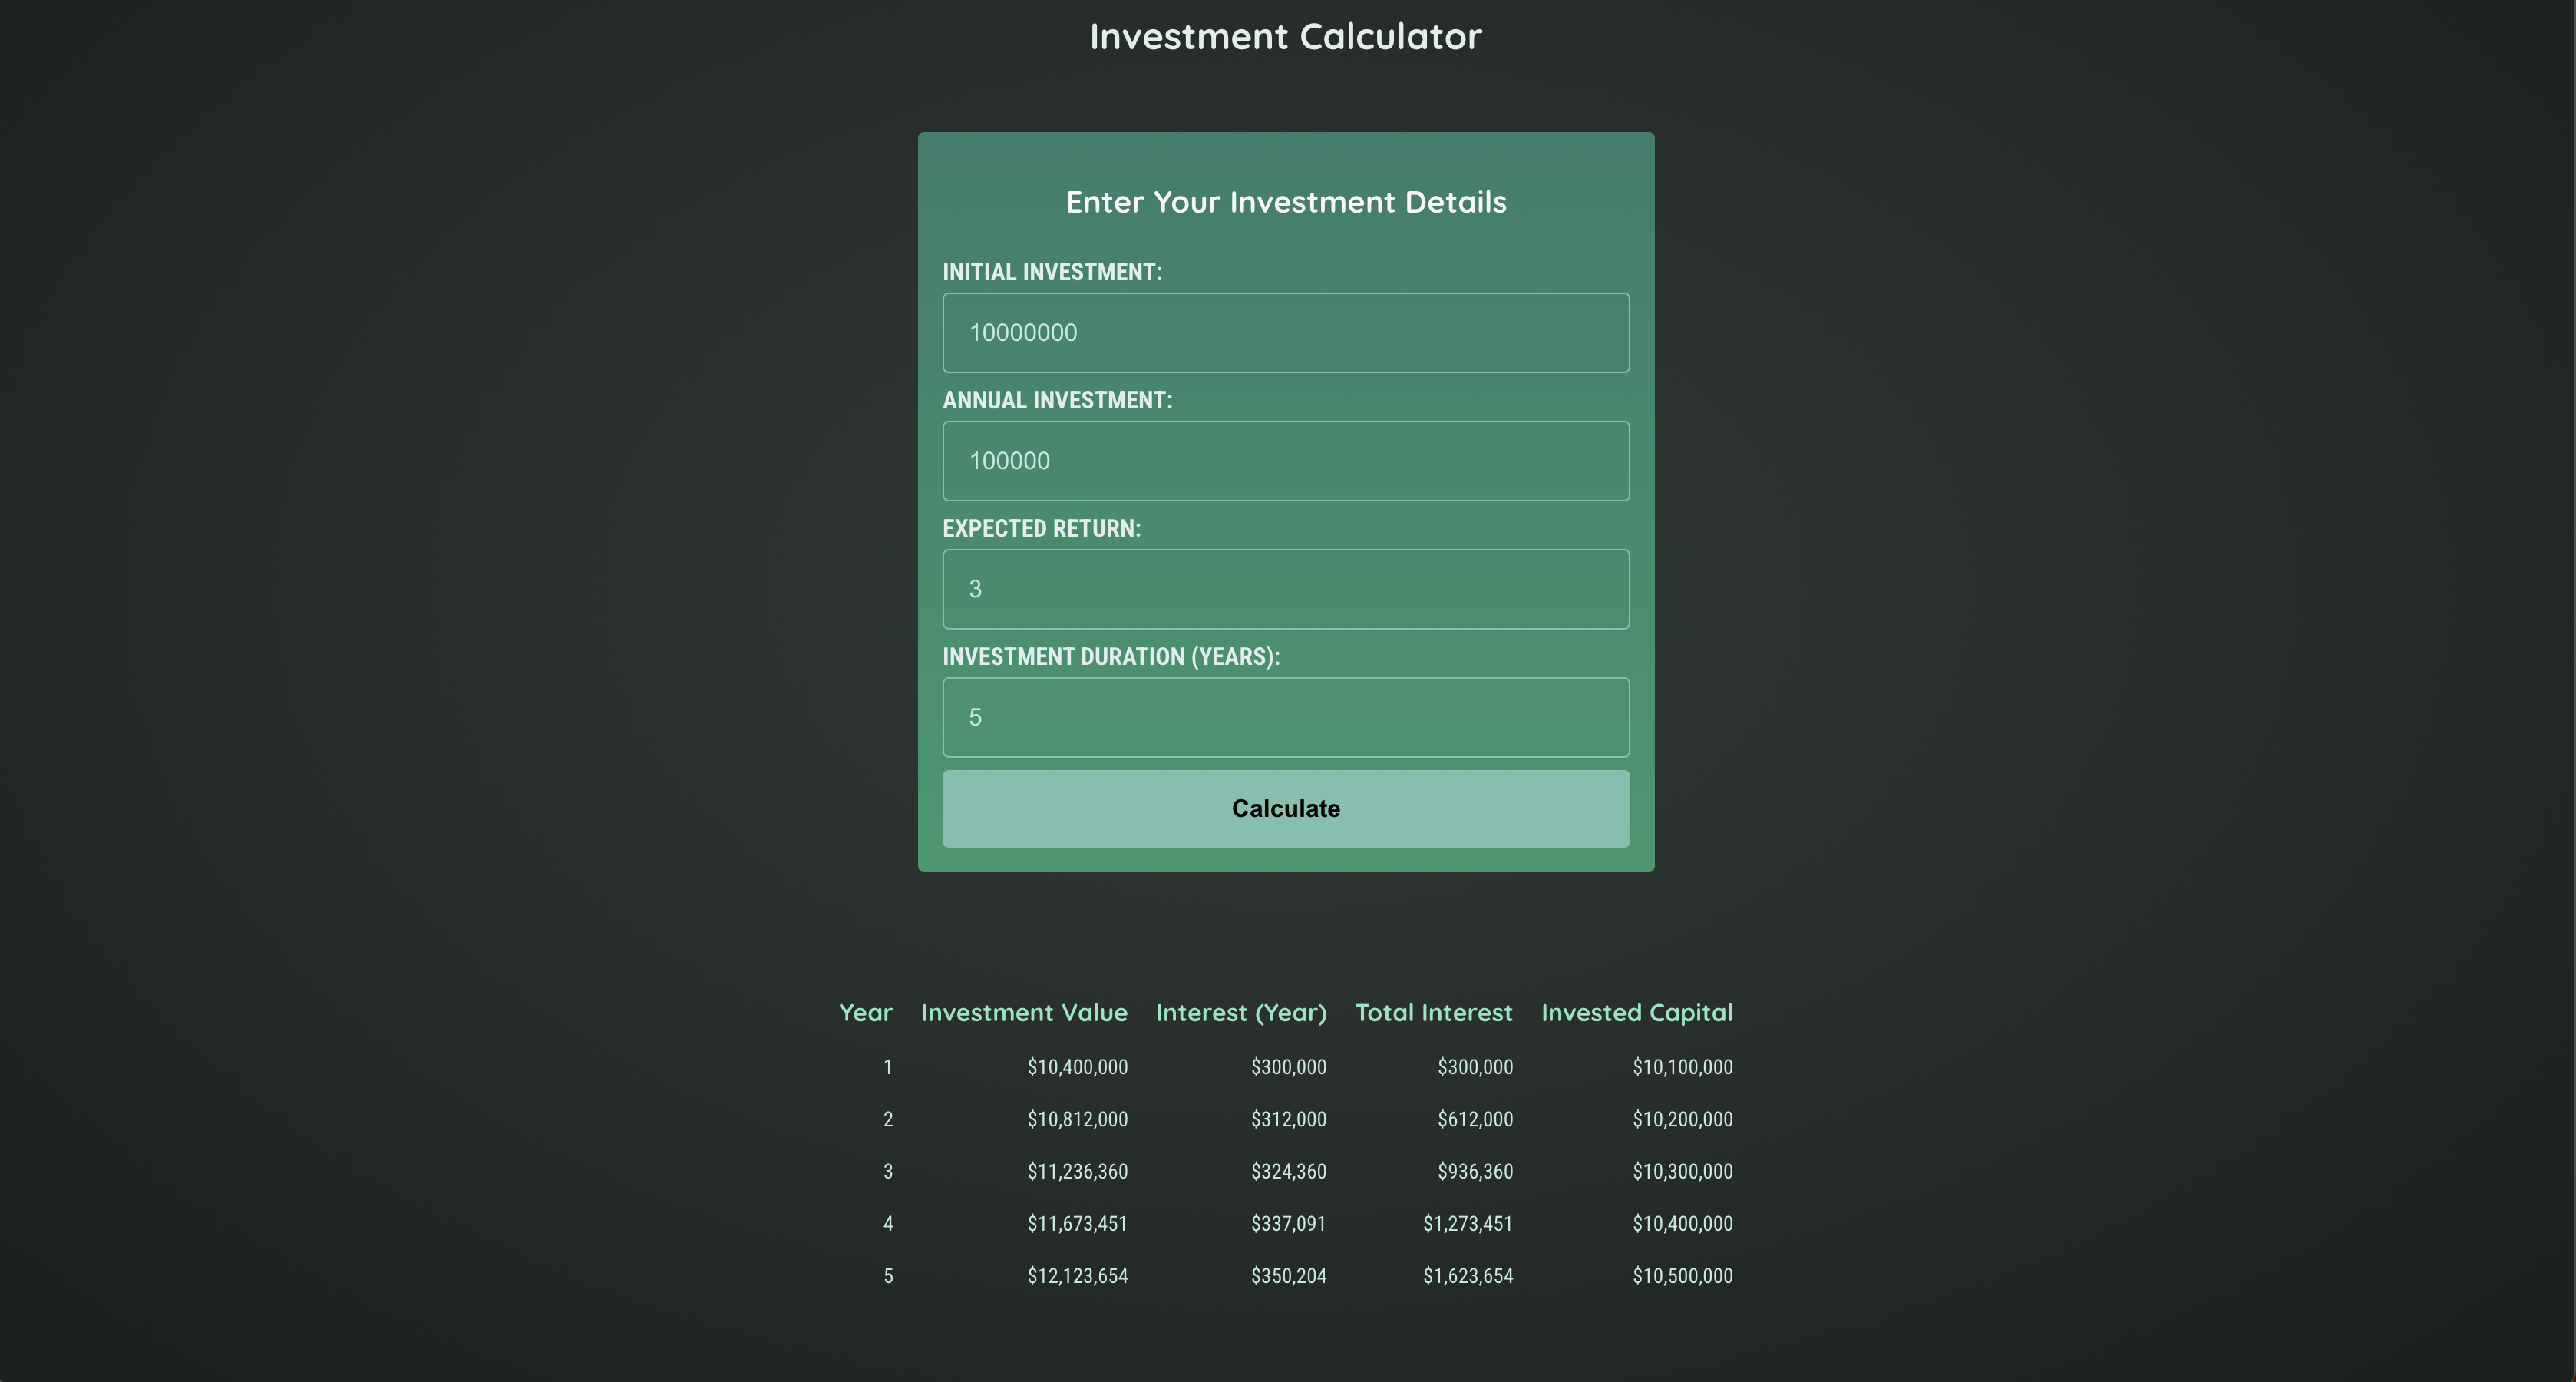 Investment Calculator
Enter Your Investment Details
INITIAL INVESTMENT:
10000000
ANNUAL INVESTMENT:
100000
EXPECTED RETURN:
3
INVESTMENT DURATION (YEARS):
5
Calculate
Year Investment Value Interest (Year) Total Interest Invested Capital
1 $10,400,000 $300,000 $300,000 $10,100,000
2 $10,812,000 $312,000 $612,000 $10,200,000
3 $11,236,360 $324,360 $936,360 $10,300,000
4 $11,673,451 $337,091 $1,273,451 $10,400,000
5 $12,123,654 $350,204 $1,623,654 $10,500,000